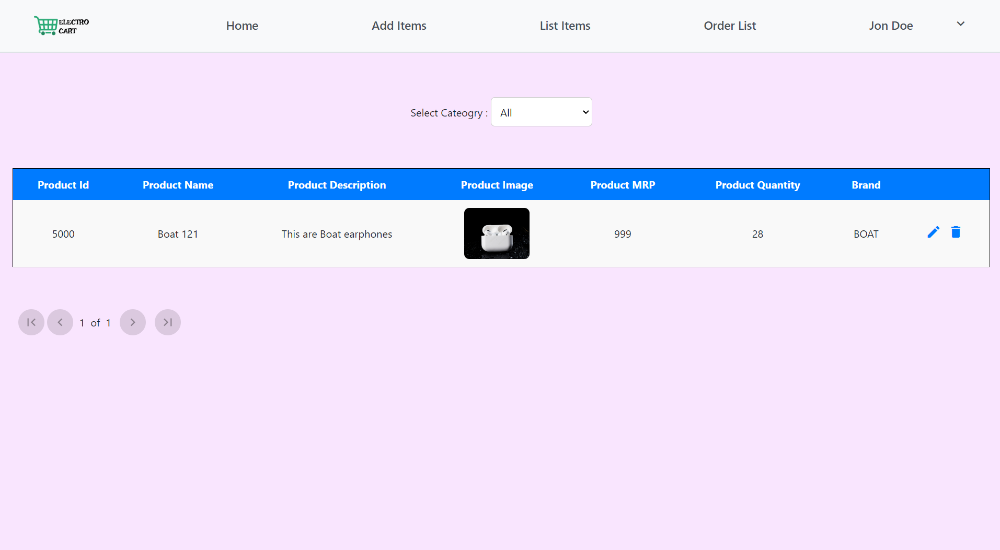 ELECTRO
CART
Home Add Items List Items Order List Jon Doe
Select Cateogry : All
Product Id Product Name Product Description Product Image Product MRP Product Quantity Brand
5000 Boat 121 This are Boat earphones 999 28 BOAT
1 of 1